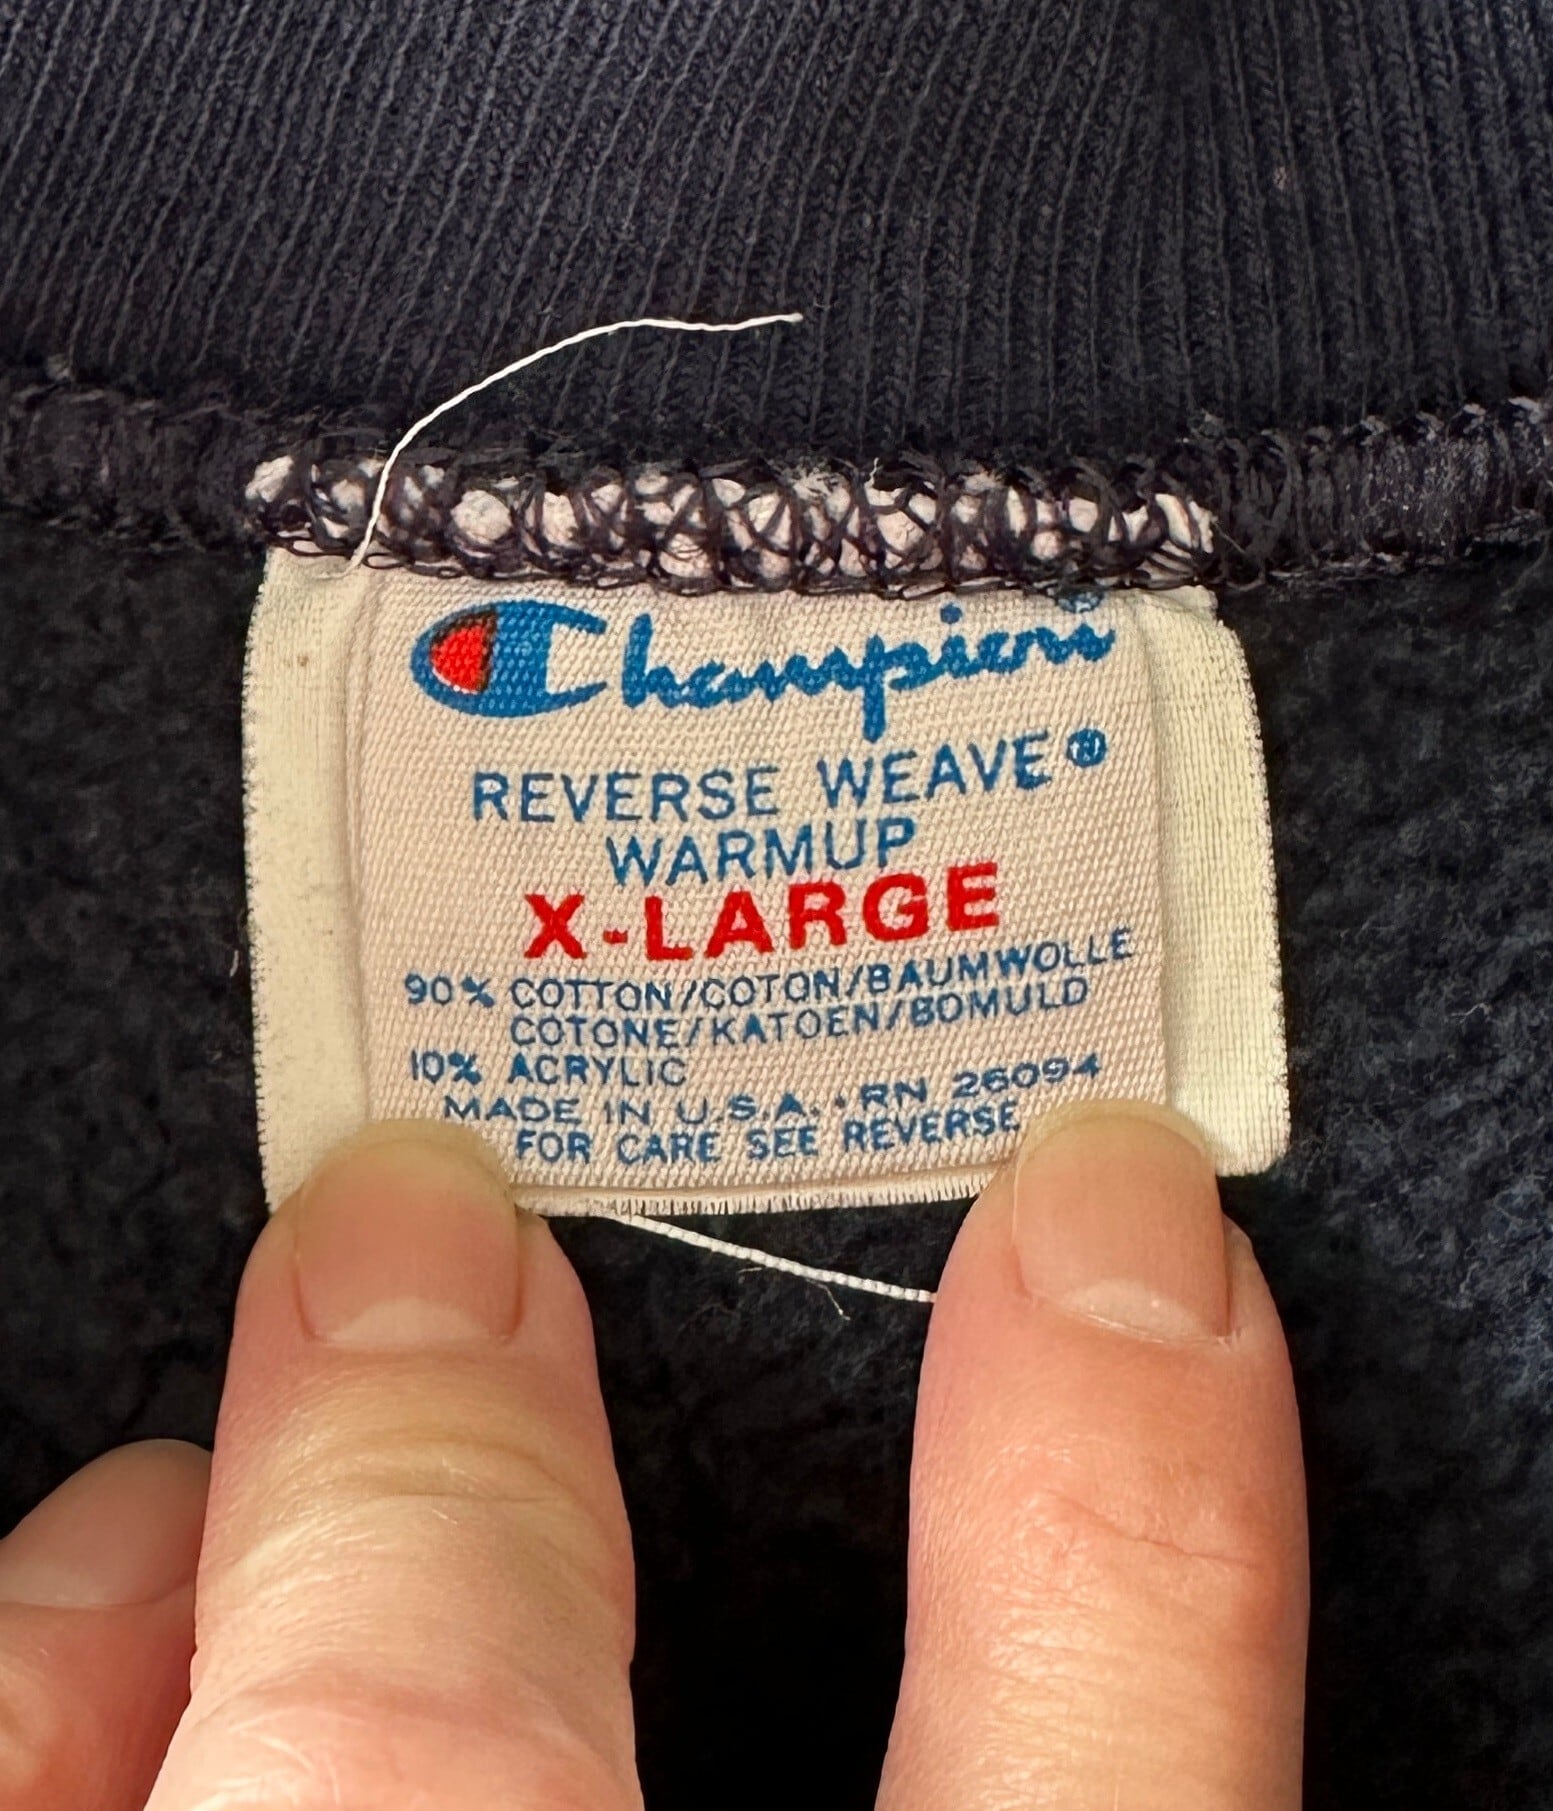 Champion®
REVERSE WEAVE®
WARMUP
X-LARGE
90% COTTON/COTON/BAUMWOLLE
COTONE/KATOEN/BOMULD
10% ACRYLIC
MADE IN U.S.A. · RN 26094
FOR CARE SEE REVERSE